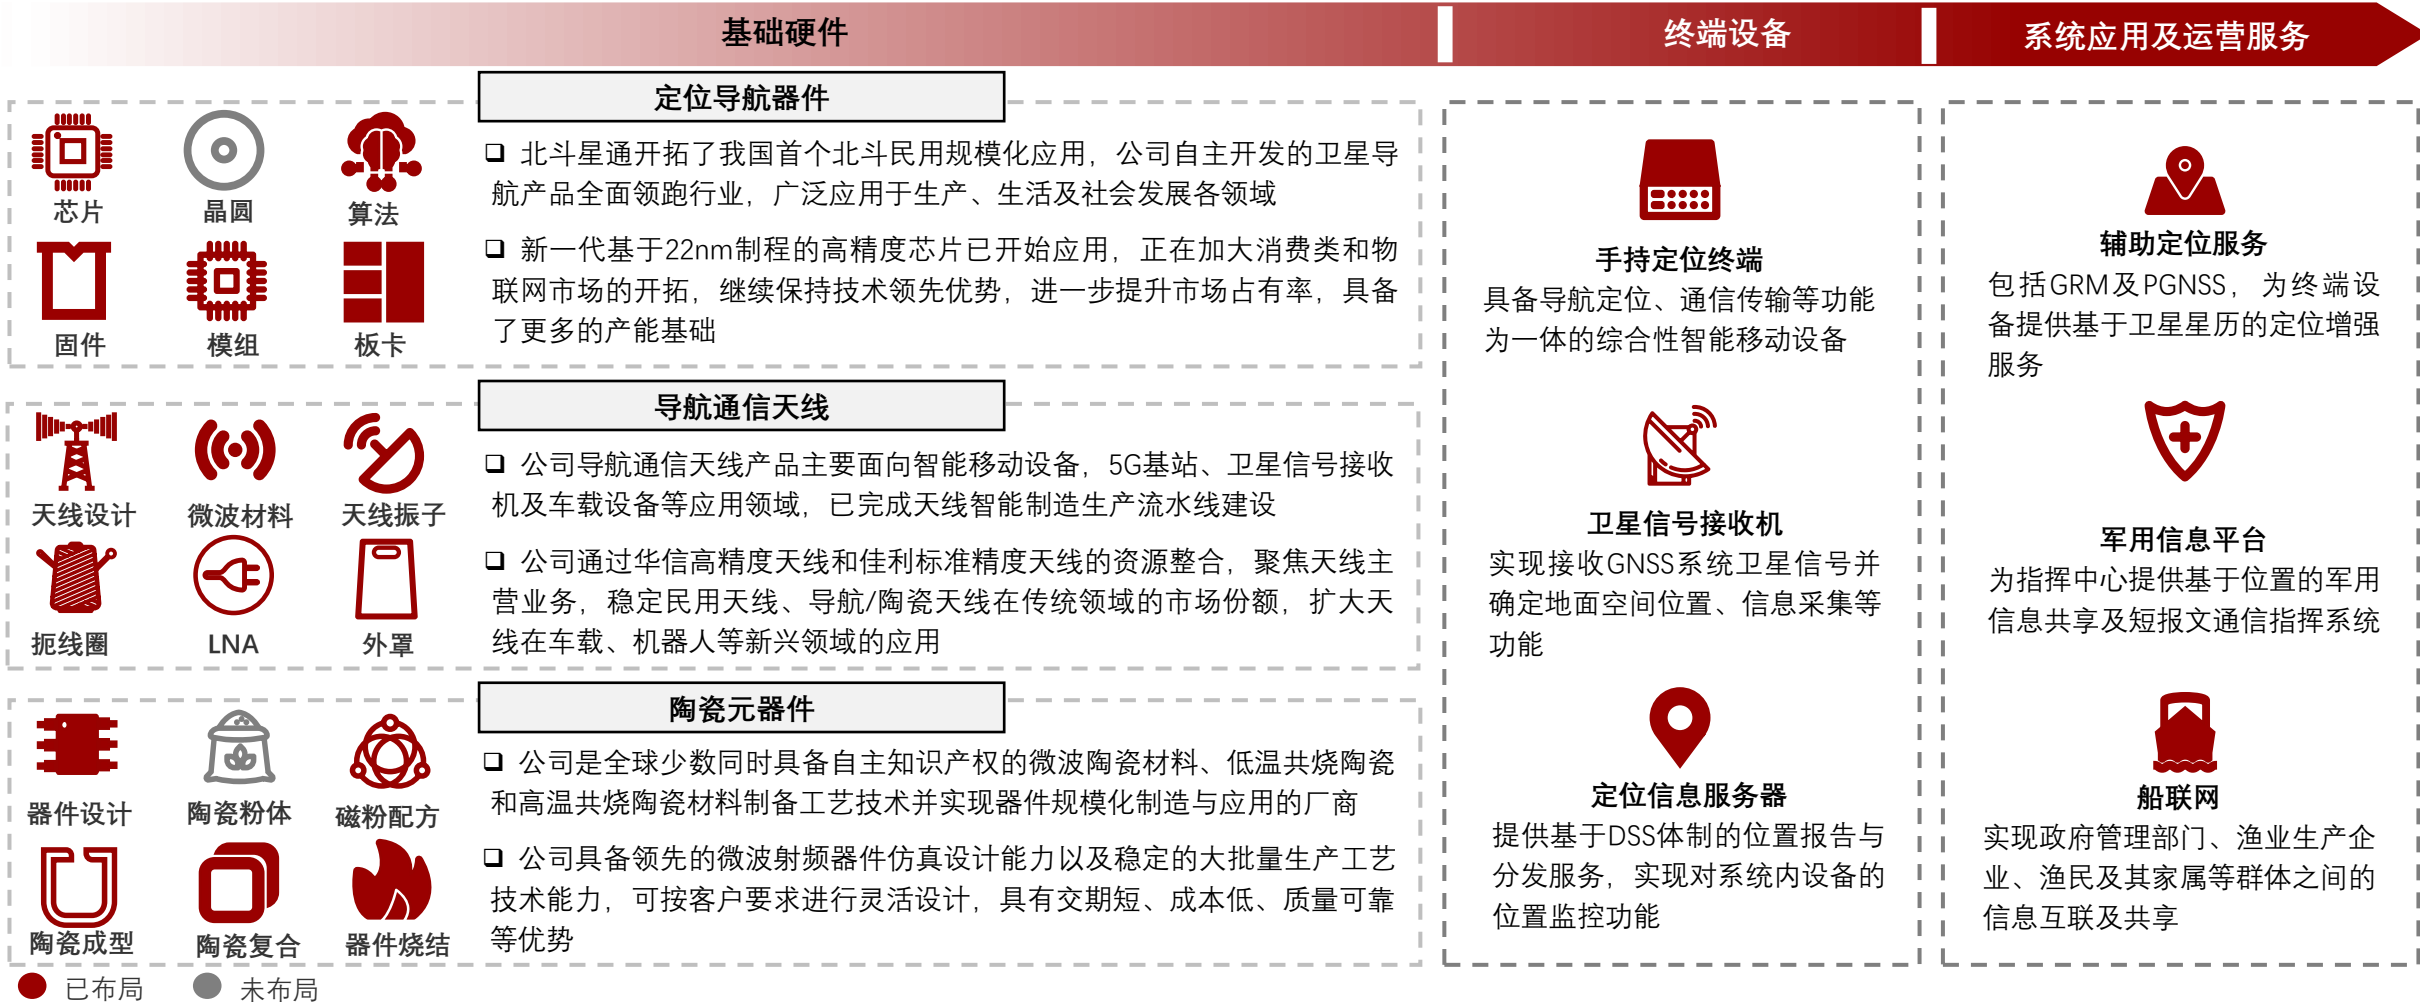 基础硬件
终端设备
系统应用及运营服务
定位导航器件
芯片
晶圆
算法
固件
模组
板卡
北斗星通开拓了我国首个北斗民用规模化应用，公司自主开发的卫星导
航产品全面领跑行业，广泛应用于生产、生活及社会发展各领域
新一代基于22nm制程的高精度芯片已开始应用，正在加大消费类和物
联网市场的开拓，继续保持技术领先优势，进一步提升市场占有率，具备
了更多的产能基础
导航通信天线
天线设计
微波材料
天线振子
扼线圈
LNA
外罩
公司导航通信天线产品主要面向智能移动设备，5G基站、卫星信号接收
机及车载设备等应用领域，已完成天线智能制造生产流水线建设
公司通过华信高精度天线和佳利标准精度天线的资源整合，聚焦天线主
营业务，稳定民用天线、导航/陶瓷天线在传统领域的市场份额，扩大天
线在车载、机器人等新兴领域的应用
陶瓷元器件
器件设计
陶瓷粉体
磁粉配方
陶瓷成型
陶瓷复合
器件烧结
公司是全球少数同时具备自主知识产权的微波陶瓷材料、低温共烧陶瓷
和高温共烧陶瓷材料制备工艺技术并实现器件规模化制造与应用的厂商
公司具备领先的微波射频器件仿真设计能力以及稳定的大批量生产工艺
技术能力，可按客户要求进行灵活设计，具有交期短、成本低、质量可靠
等优势
手持定位终端
具备导航定位、通信传输等功能
为一体的综合性智能移动设备
卫星信号接收机
实现接收GNSS系统卫星信号并
确定地面空间位置、信息采集等
功能
定位信息服务器
提供基于DSS体制的位置报告与
分发服务，实现对系统内设备的
位置监控功能
辅助定位服务
包括GRM及PGNSS，为终端设
备提供基于卫星星历的定位增强
服务
军用信息平台
为指挥中心提供基于位置的军用
信息共享及短报文通信指挥系统
船联网
实现政府管理部门、渔业生产企
业、渔民及其家属等群体之间的
信息互联及共享
已布局
未布局